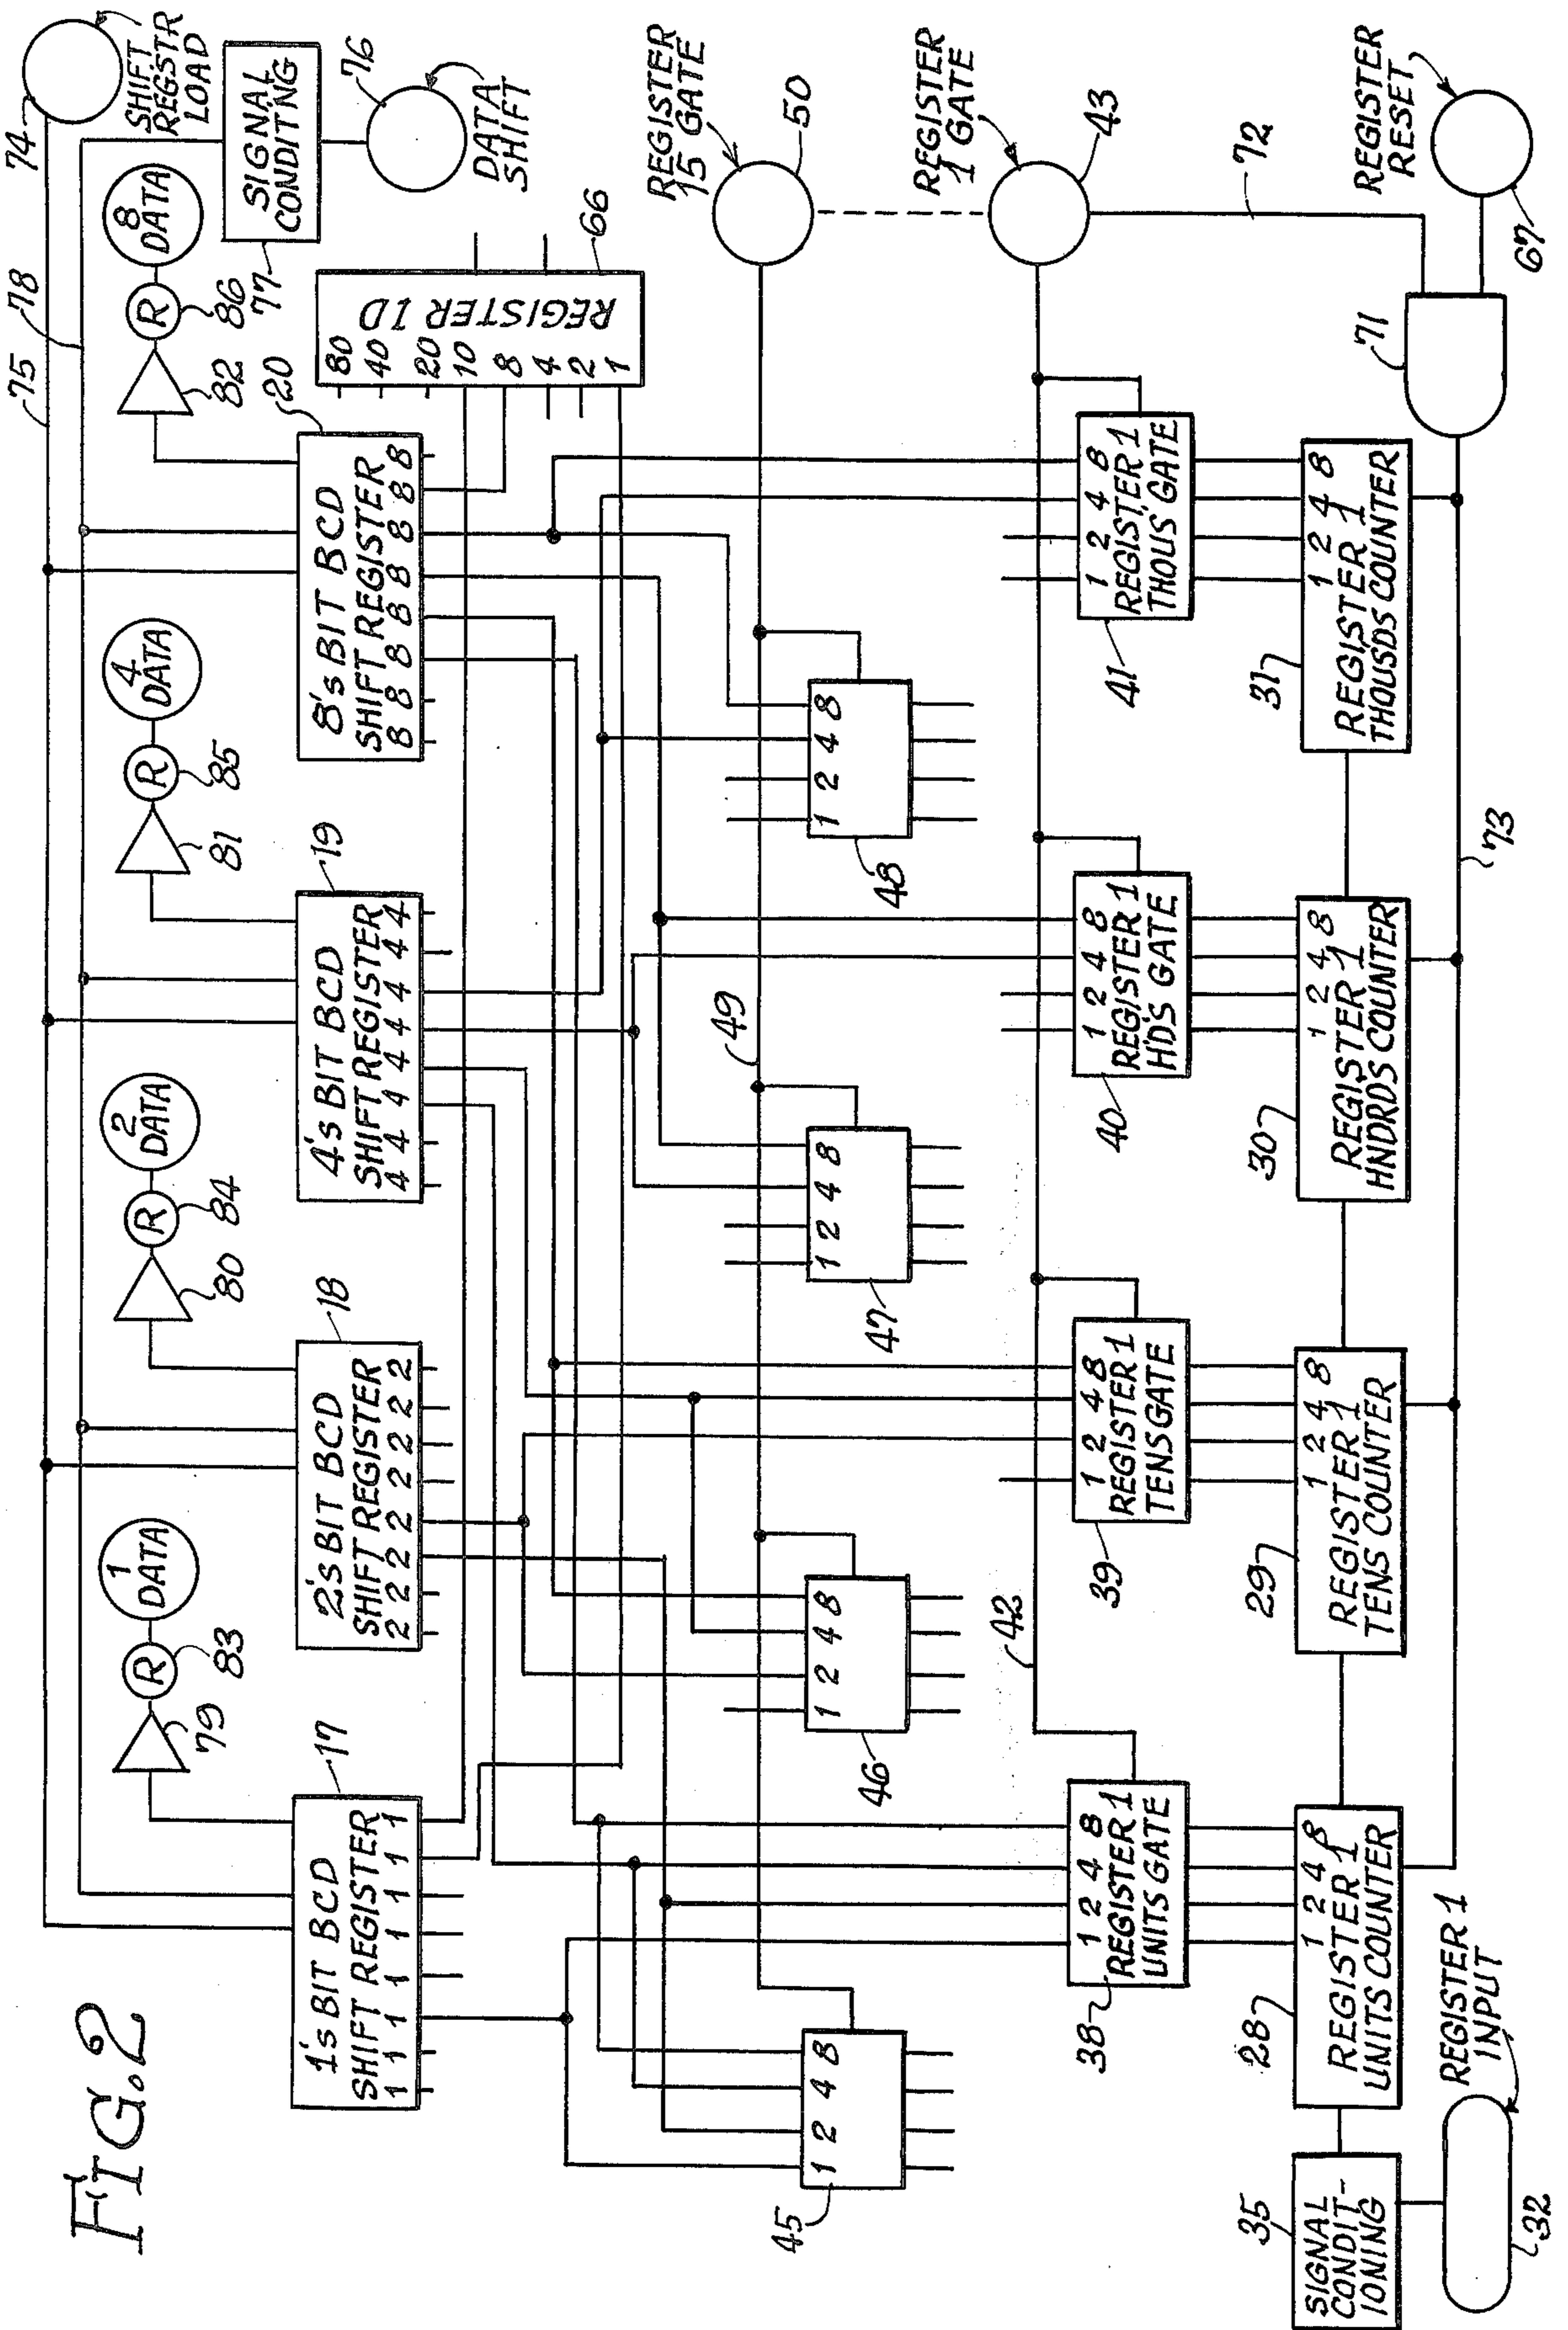 FIG.2
74
SHIFT
REGSTR
LOAD
75
78
1
DATA
2
DATA
4
DATA
8
DATA
R
R
R
R
83
84
85
86
79
80
81
82
SIGNAL
CONDITNG
77
76
DATA
SHIFT
17
1's BIT BCD
SHIFT REGISTER
1 1 1 1 1 1 1 1
18
2's BIT BCD
SHIFT REGISTER
2 2 2 2 2 2 2 2
19
4's BIT BCD
SHIFT REGISTER
4 4 4 4 4 4 4 4
20
8's BIT BCD
SHIFT REGISTER
8 8 8 8 8 8 8 8
REGISTER ID
80
40
20
10
8
4
2
1
66
REGISTER
15 GATE
50
49
1 2 4 8
45
1 2 4 8
46
1 2 4 8
47
1 2 4 8
48
REGISTER
1 GATE
43
42
72
1 2 4 8
REGISTER 1
UNITS GATE
38
1 2 4 8
REGISTER 1
TENS GATE
39
1 2 4 8
REGISTER 1
H'D'S GATE
40
1 2 4 8
REGISTER 1
THOUS GATE
41
1 2 4 8
REGISTER 1
UNITS COUNTER
28
1 2 4 8
REGISTER 1
TENS COUNTER
29
1 2 4 8
REGISTER 1
HNDRDS COUNTER
30
1 2 4 8
REGISTER 1
THOUSDS COUNTER
31
71
REGISTER
RESET
67
73
35
SIGNAL
CONDIT-
IONING
REGISTER 1
INPUT
32